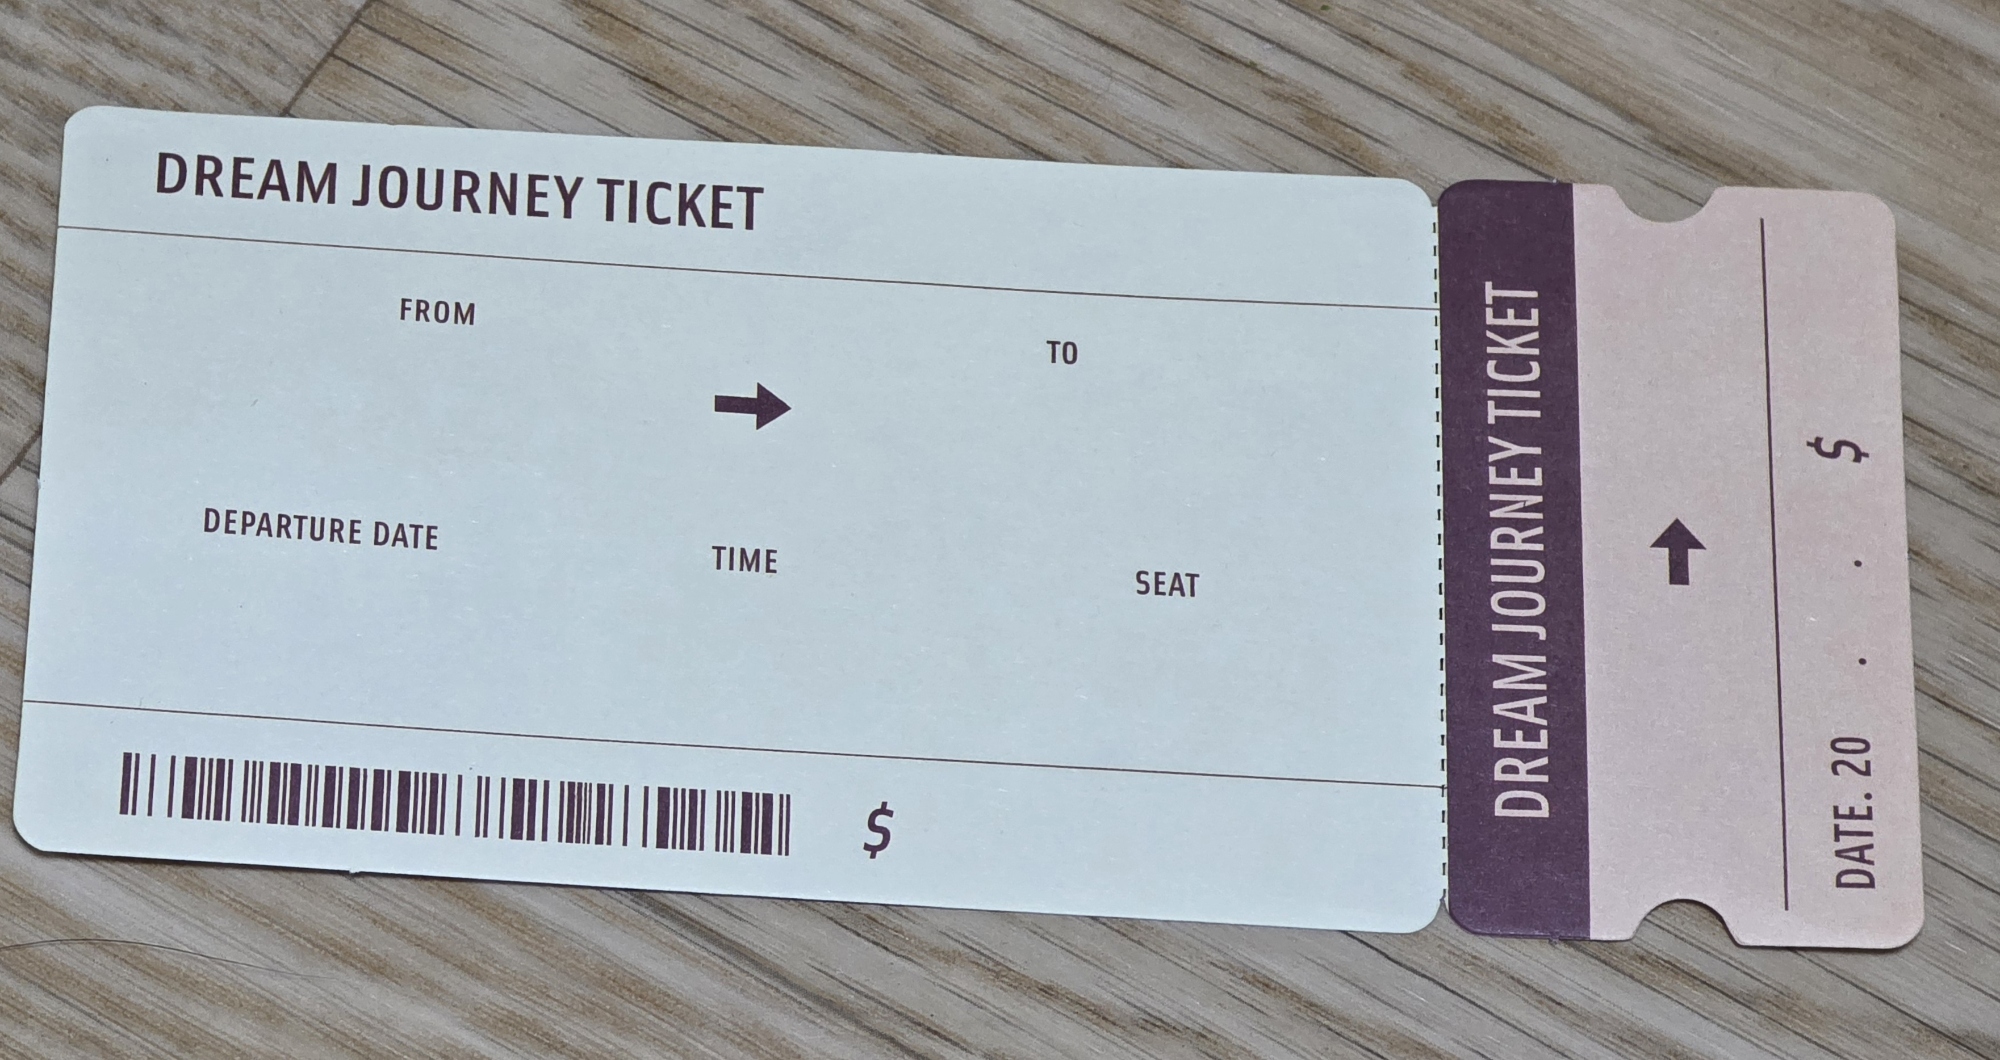 DREAM JOURNEY TICKET
FROM
TO
DEPARTURE DATE
TIME
SEAT
$
DREAM JOURNEY TICKET
DATE. 20 . . $